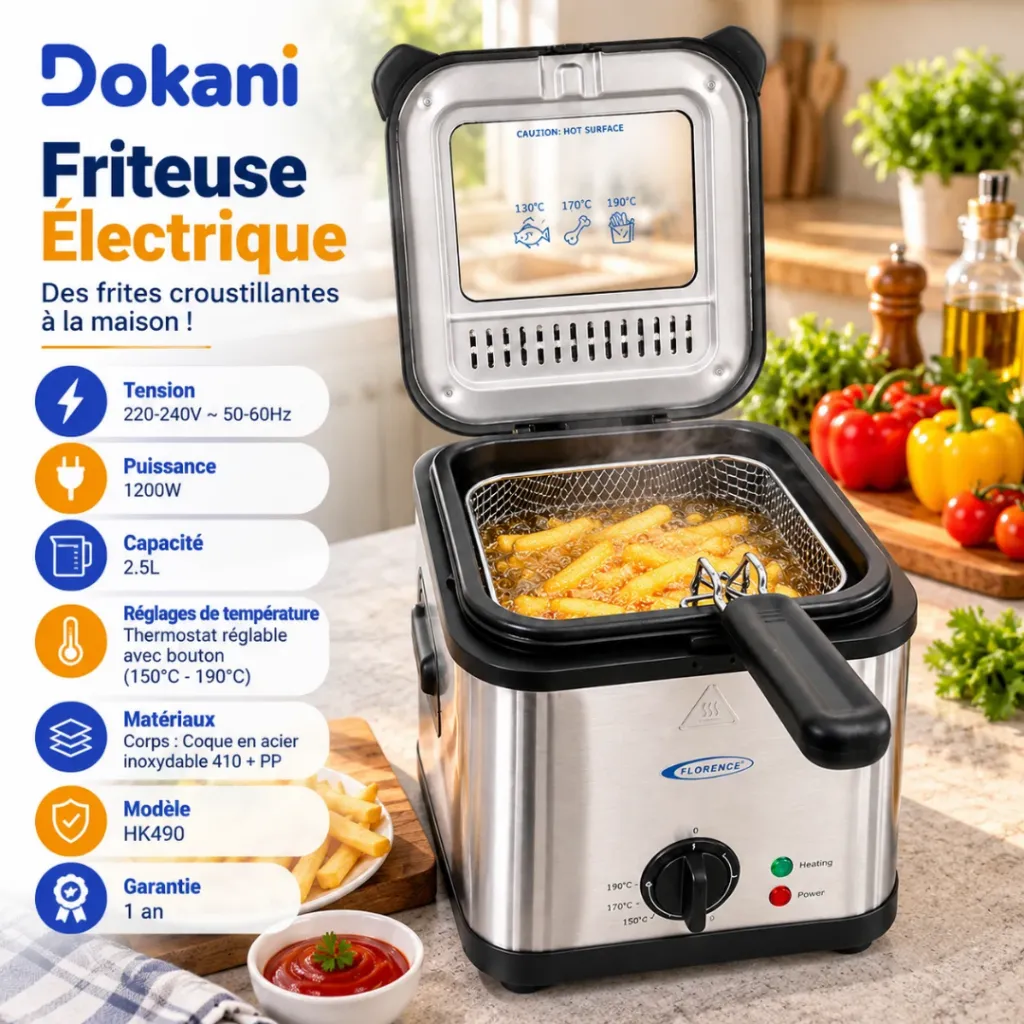 Dokani
Friteuse
Électrique
Des frites croustillantes
à la maison !
Tension
220-240V ~ 50-60Hz
Puissance
1200W
Capacité
2.5L
Réglages de température
Thermostat réglable
avec bouton
(150°C - 190°C)
Matériaux
Corps : Coque en acier
inoxydable 410 + PP
Modèle
HK490
Garantie
1 an
CAUZION: HOT SURFACE
130°C 170°C 190°C
FLORENCE®
0
190°C
170°C
150°C
0
Heating
Power